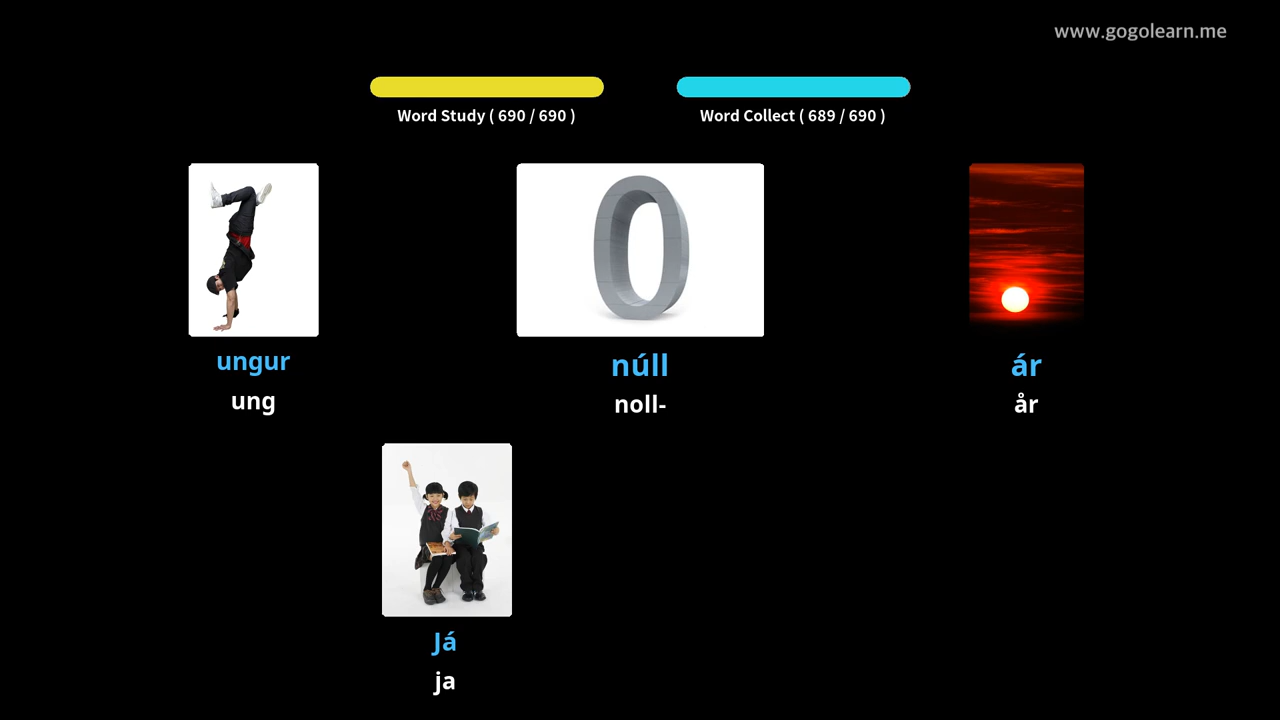 www.gogolearn.me
Word Study ( 690 / 690 )
Word Collect ( 689 / 690 )
0
ungur
ung
núll
noll-
ár
år
Já
ja